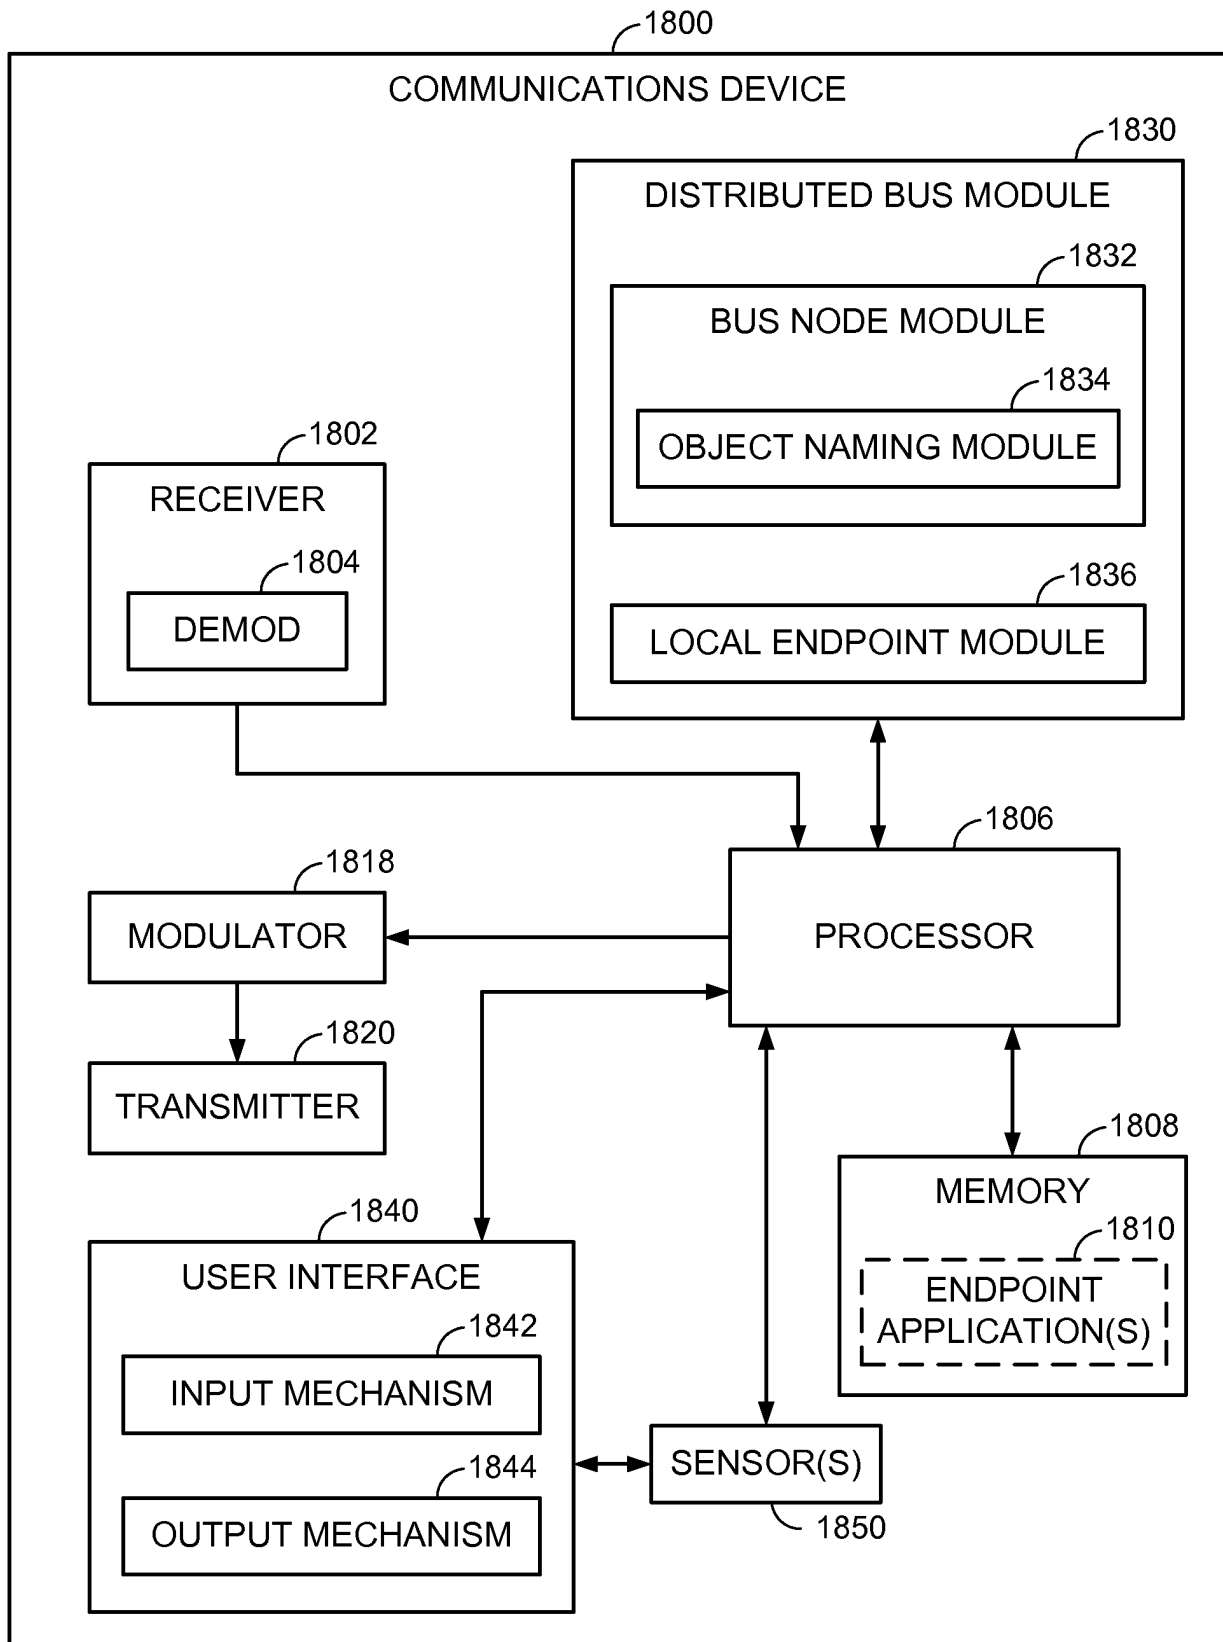 1800
COMMUNICATIONS DEVICE
1830
DISTRIBUTED BUS MODULE
1832
BUS NODE MODULE
1834
OBJECT NAMING MODULE
1836
LOCAL ENDPOINT MODULE
1802
RECEIVER
1804
DEMOD
1806
PROCESSOR
1818
MODULATOR
1820
TRANSMITTER
1808
MEMORY
1810
ENDPOINT
APPLICATION(S)
1840
USER INTERFACE
1842
INPUT MECHANISM
1844
OUTPUT MECHANISM
SENSOR(S)
1850